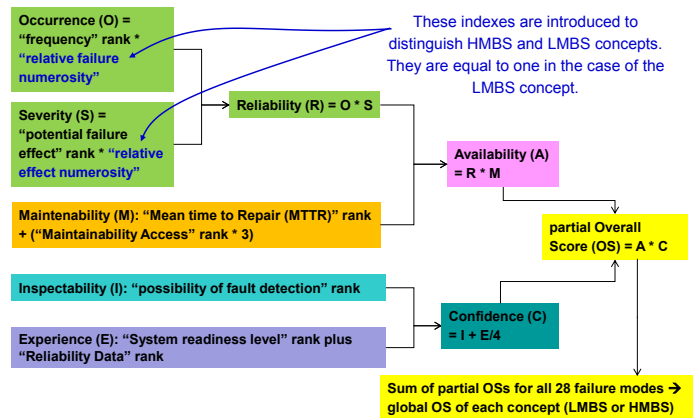 Occurrence (O) =
“frequency” rank *
“relative failure
numerosity”
These indexes are introduced to
distinguish HMBS and LMBS concepts.
They are equal to one in the case of the
LMBS concept.
Severity (S) =
“potential failure
effect” rank * “relative
effect numerosity”
Reliability (R) = O * S
Availability (A)
= R * M
Maintenability (M): “Mean time to Repair (MTTR)” rank
+ (“Maintainability Access” rank * 3)
partial Overall
Score (OS) = A * C
Inspectability (I): “possibility of fault detection” rank
Confidence (C)
= I + E/4
Experience (E): “System readiness level” rank plus
“Reliability Data” rank
Sum of partial OSs for all 28 failure modes →
global OS of each concept (LMBS or HMBS)